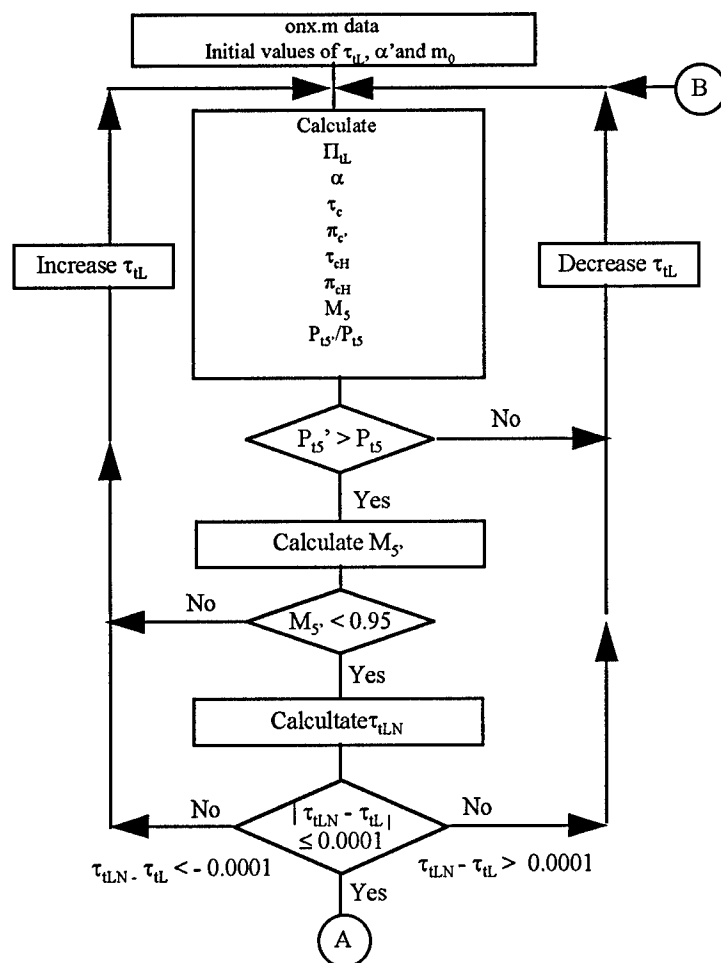 onx.m data
Initial values of τtL, α' and m0
B
Calculate
ΠtL
α
τc
πc'
τcH
πcH
M5
Pt5'/Pt5
Increase τtL
Decrease τtL
Pt5' > Pt5
No
Yes
Calculate M5'
No
M5' < 0.95
Yes
Calcultate τtLN
No
| τtLN - τtL |
≤ 0.0001
No
τtLN - τtL < - 0.0001
τtLN - τtL > 0.0001
Yes
A